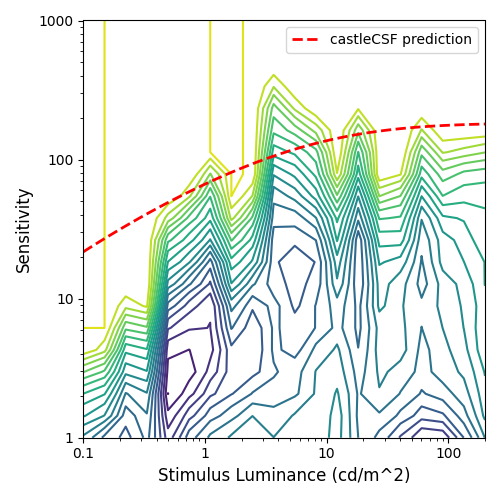 1000
castleCSF prediction
100
Sensitivity
10
1
0.1 1 10 100
Stimulus Luminance (cd/m^2)